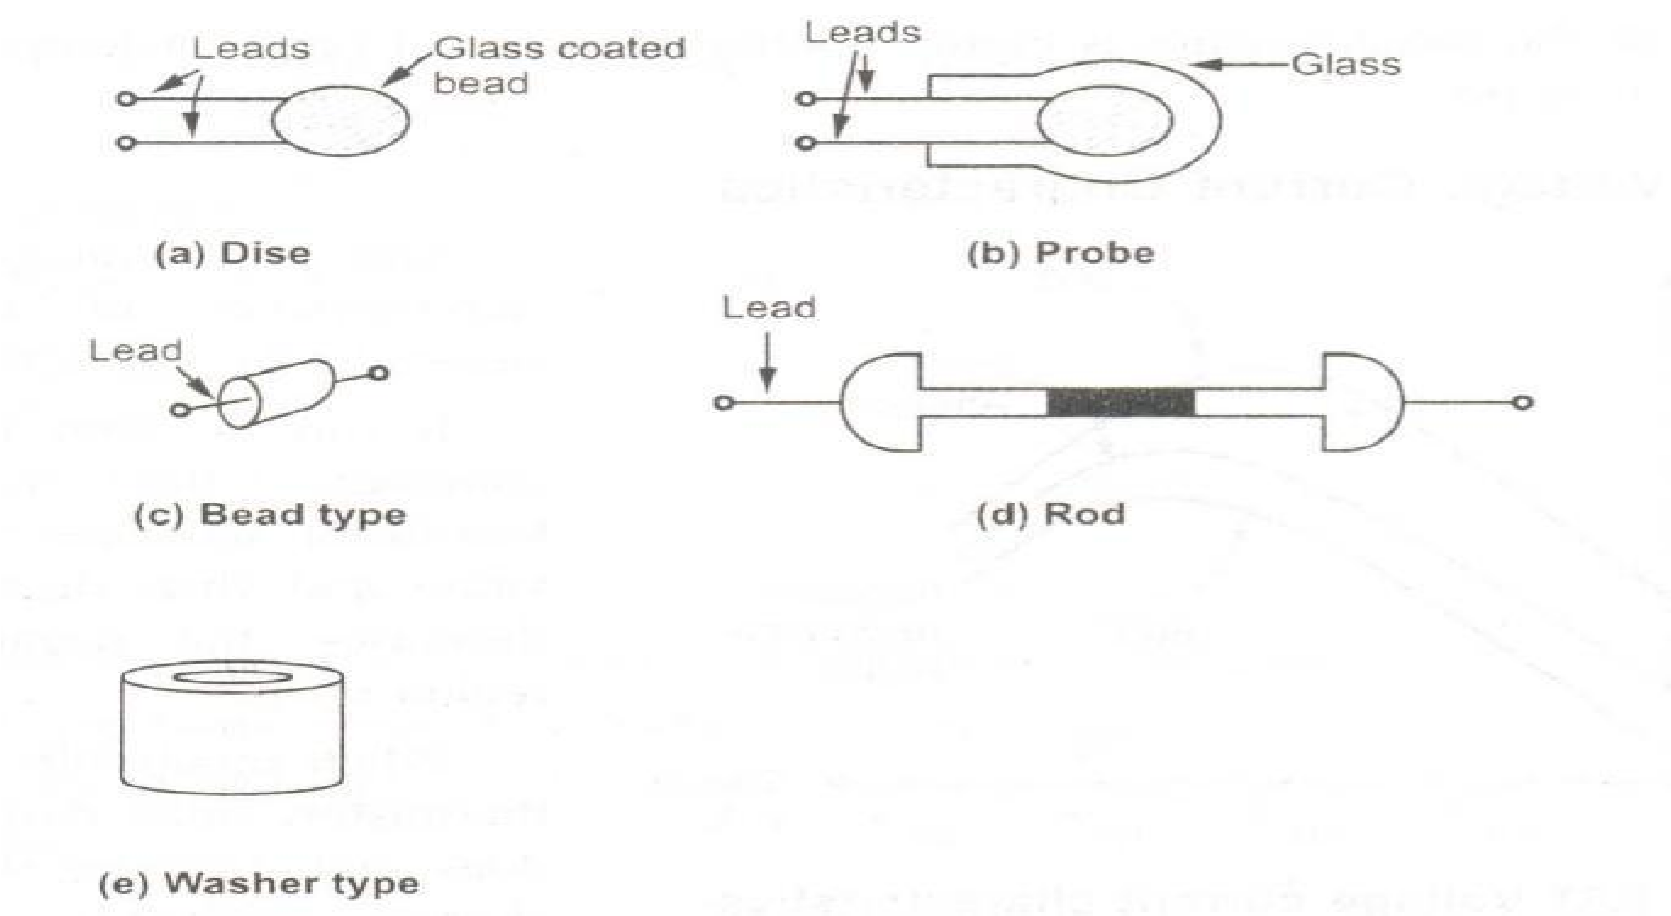 Leads
Glass coated
bead
(a) Dise
Leads
Glass
(b) Probe
Lead
(c) Bead type
Lead
(d) Rod
(e) Washer type